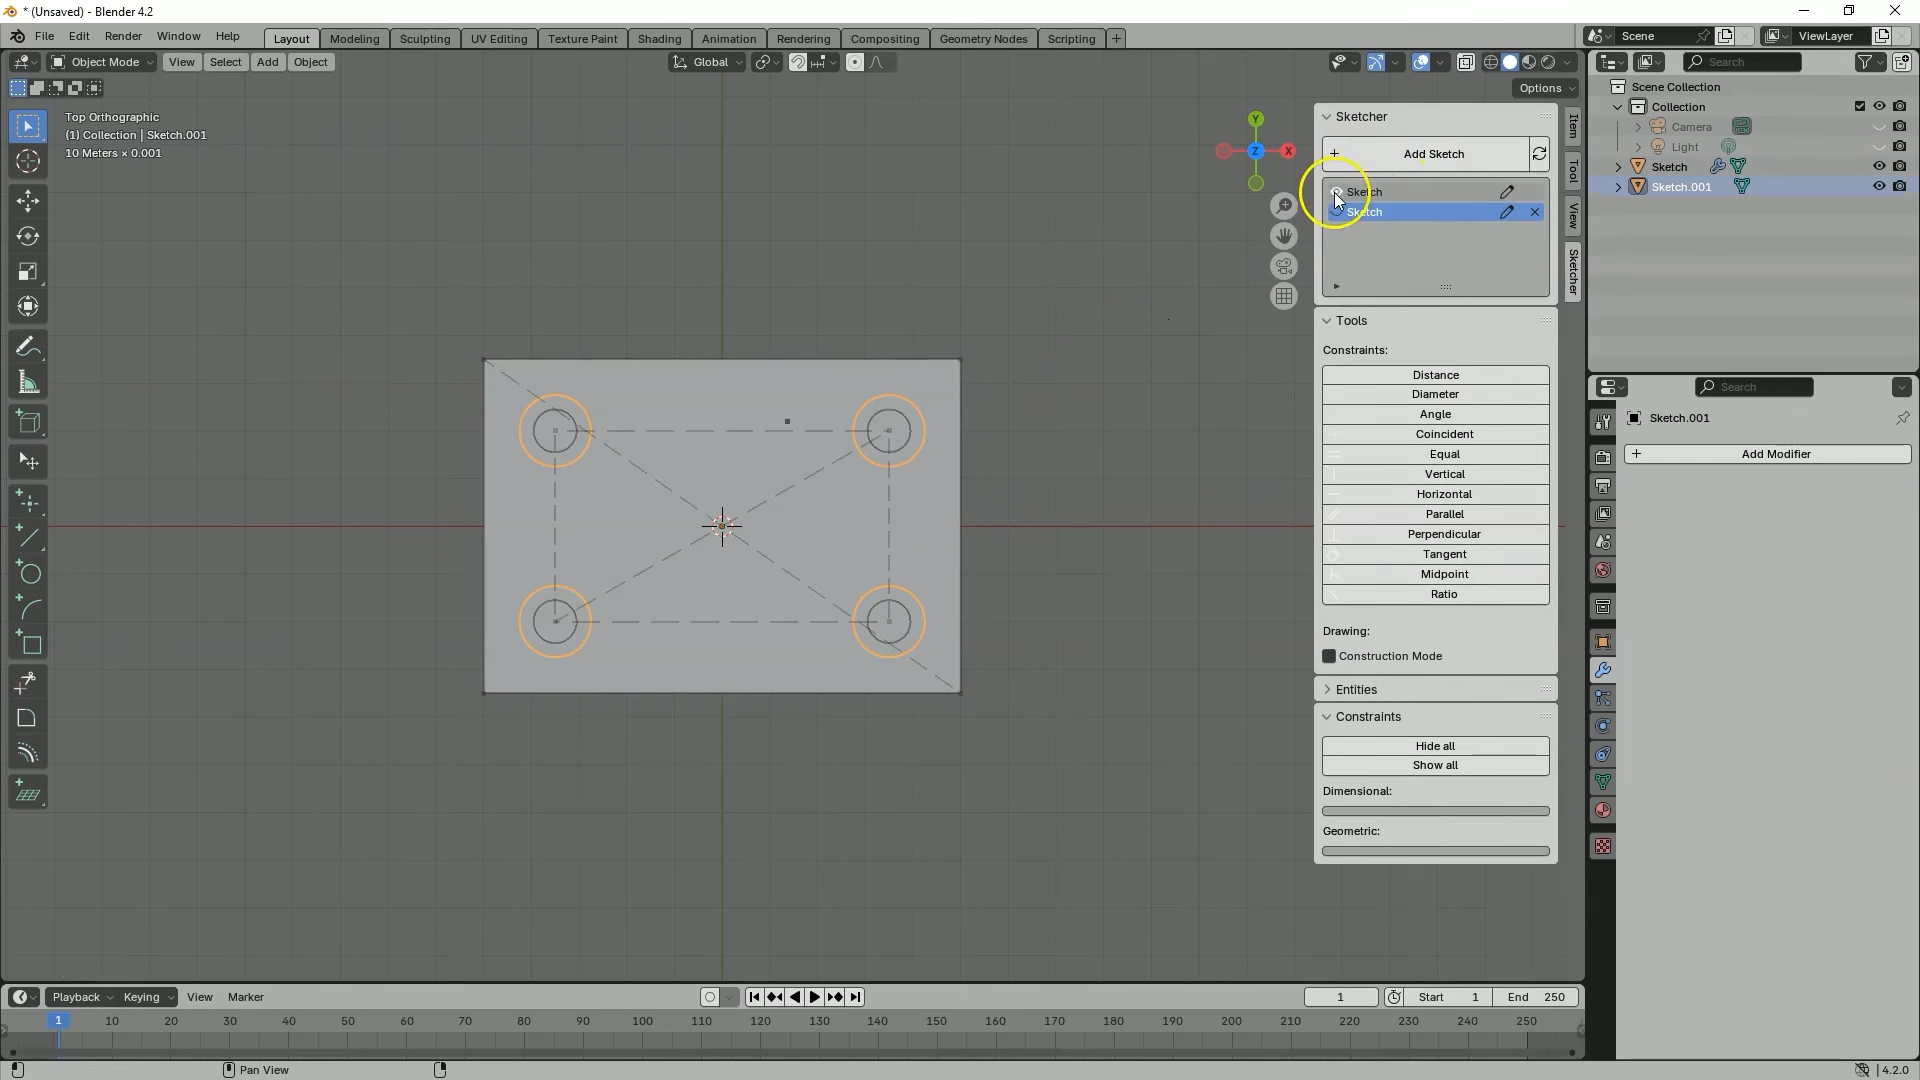 * (Unsaved) - Blender 4.2
File Edit Render Window Help
Layout Modeling Sculpting UV Editing Texture Paint Shading Animation Rendering Compositing Geometry Nodes Scripting +
Scene
ViewLayer
Object Mode View Select Add Object
Global
Search
Options
Top Orthographic
(1) Collection | Sketch.001
10 Meters × 0.001
Y
X
Z
Sketcher
Add Sketch
Sketch
Sketch
Item
Tool
View
Sketcher
Tools
Constraints:
Distance
Diameter
Angle
Coincident
Equal
Vertical
Horizontal
Parallel
Perpendicular
Tangent
Midpoint
Ratio
Drawing:
Construction Mode
Entities
Constraints
Hide all
Show all
Dimensional:
Geometric:
Scene Collection
Collection
Camera
Light
Sketch
Sketch.001
Search
Sketch.001
Add Modifier
Playback Keying View Marker
1
Start 1
End 250
1 10 20 30 40 50 60 70 80 90 100 110 120 130 140 150 160 170 180 190 200 210 220 230 240 250
Pan View
4.2.0